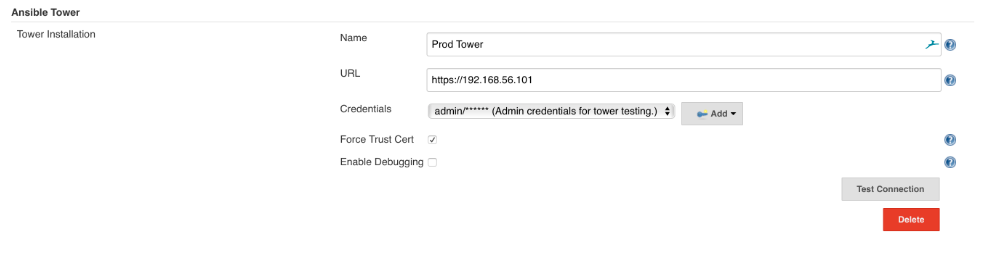 Ansible Tower
Tower Installation
Name
Prod Tower
URL
https://192.168.56.101
Credentials
admin/****** (Admin credentials for tower testing.)
Add
Force Trust Cert
Enable Debugging
Test Connection
Delete